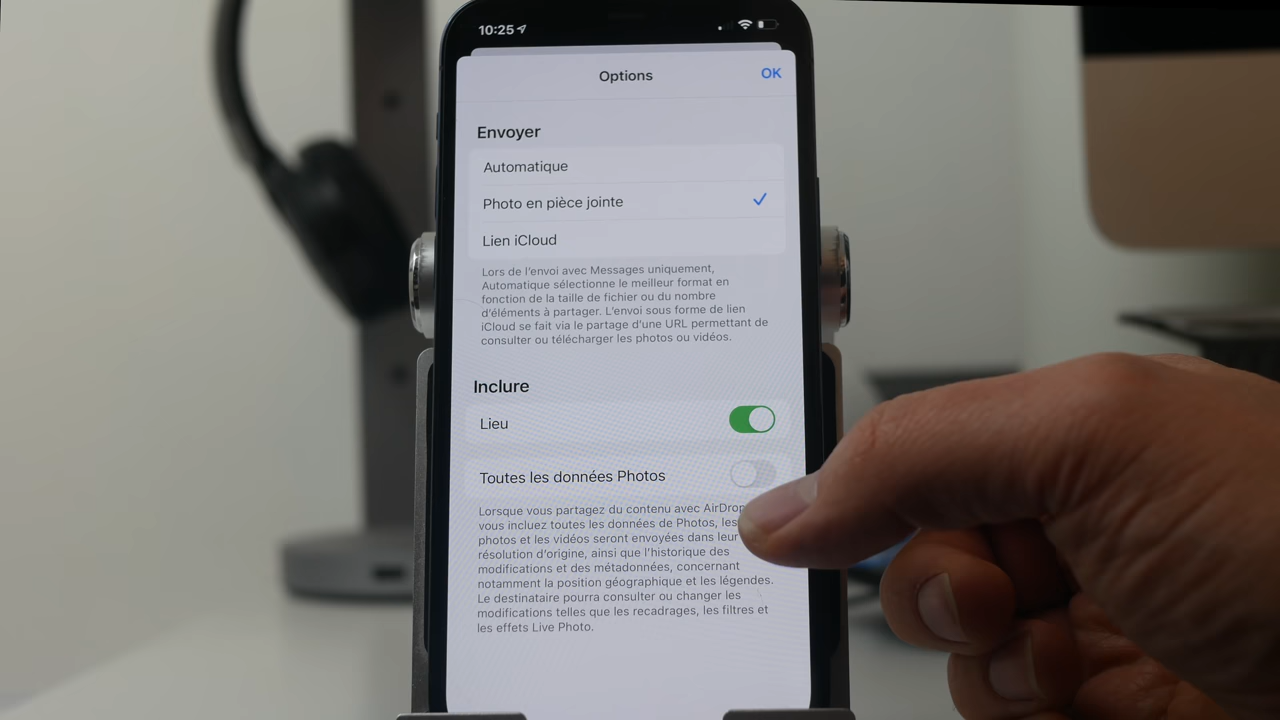 10:25
Options
OK
Envoyer
Automatique
Photo en pièce jointe
Lien iCloud
Lors de l'envoi avec Messages uniquement,
Automatique sélectionne le meilleur format en
fonction de la taille de fichier ou du nombre
d'éléments à partager. L'envoi sous forme de lien
iCloud se fait via le partage d'une URL permettant de
consulter ou télécharger les photos ou vidéos.
Inclure
Lieu
Toutes les données Photos
Lorsque vous partagez du contenu avec AirDrop
vous incluez toutes les données de Photos, les
photos et les vidéos seront envoyées dans leur
résolution d'origine, ainsi que l'historique des
modifications et des métadonnées, concernant
notamment la position géographique et les légendes.
Le destinataire pourra consulter ou changer les
modifications telles que les recadrages, les filtres et
les effets Live Photo.